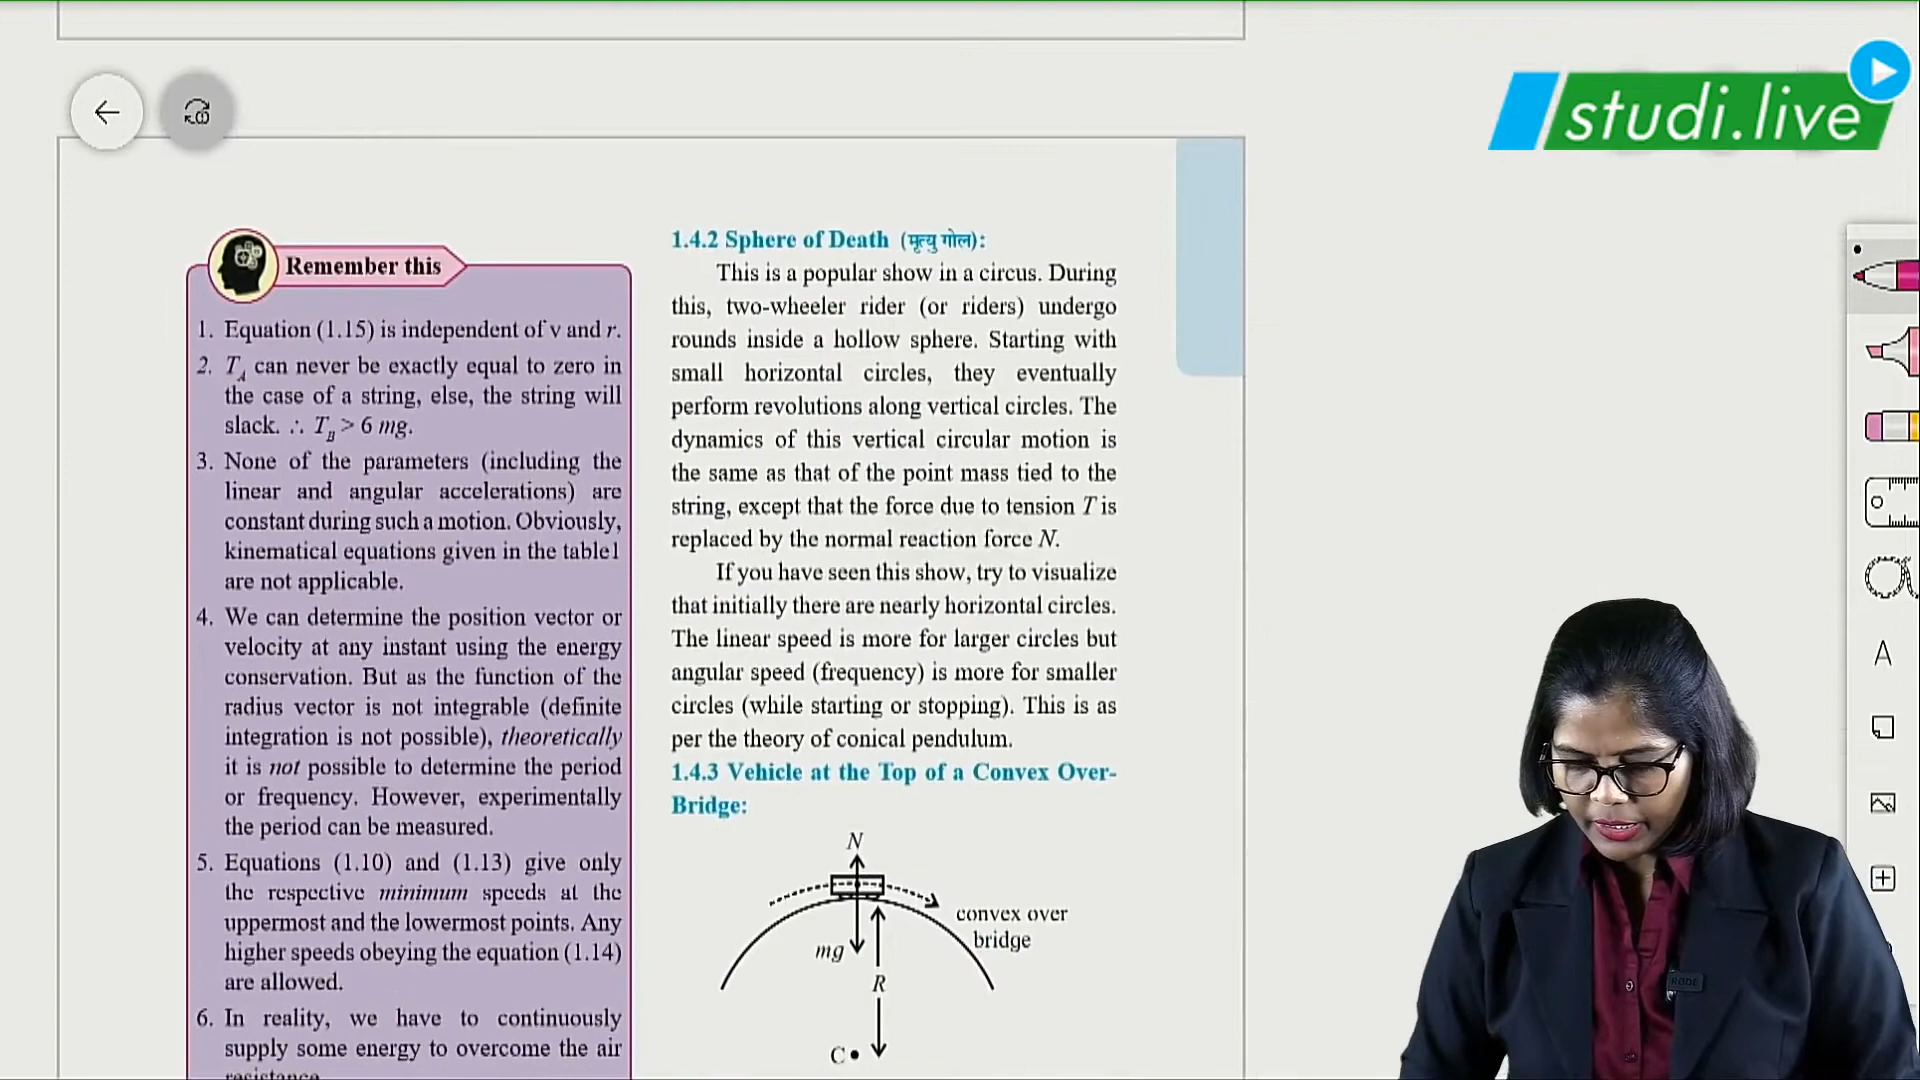 studi.live
Remember this
1. Equation (1.15) is independent of v and r.
2. T_A can never be exactly equal to zero in
the case of a string, else, the string will
slack. ∴ T_B > 6 mg.
3. None of the parameters (including the
linear and angular accelerations) are
constant during such a motion. Obviously,
kinematical equations given in the table1
are not applicable.
4. We can determine the position vector or
velocity at any instant using the energy
conservation. But as the function of the
radius vector is not integrable (definite
integration is not possible), theoretically
it is not possible to determine the period
or frequency. However, experimentally
the period can be measured.
5. Equations (1.10) and (1.13) give only
the respective minimum speeds at the
uppermost and the lowermost points. Any
higher speeds obeying the equation (1.14)
are allowed.
6. In reality, we have to continuously
supply some energy to overcome the air
resistance.
1.4.2 Sphere of Death (मृत्यु गोल):
This is a popular show in a circus. During
this, two-wheeler rider (or riders) undergo
rounds inside a hollow sphere. Starting with
small horizontal circles, they eventually
perform revolutions along vertical circles. The
dynamics of this vertical circular motion is
the same as that of the point mass tied to the
string, except that the force due to tension T is
replaced by the normal reaction force N.
If you have seen this show, try to visualize
that initially there are nearly horizontal circles.
The linear speed is more for larger circles but
angular speed (frequency) is more for smaller
circles (while starting or stopping). This is as
per the theory of conical pendulum.
1.4.3 Vehicle at the Top of a Convex Over-
Bridge:
N
convex over
bridge
mg
R
C
A
RODE